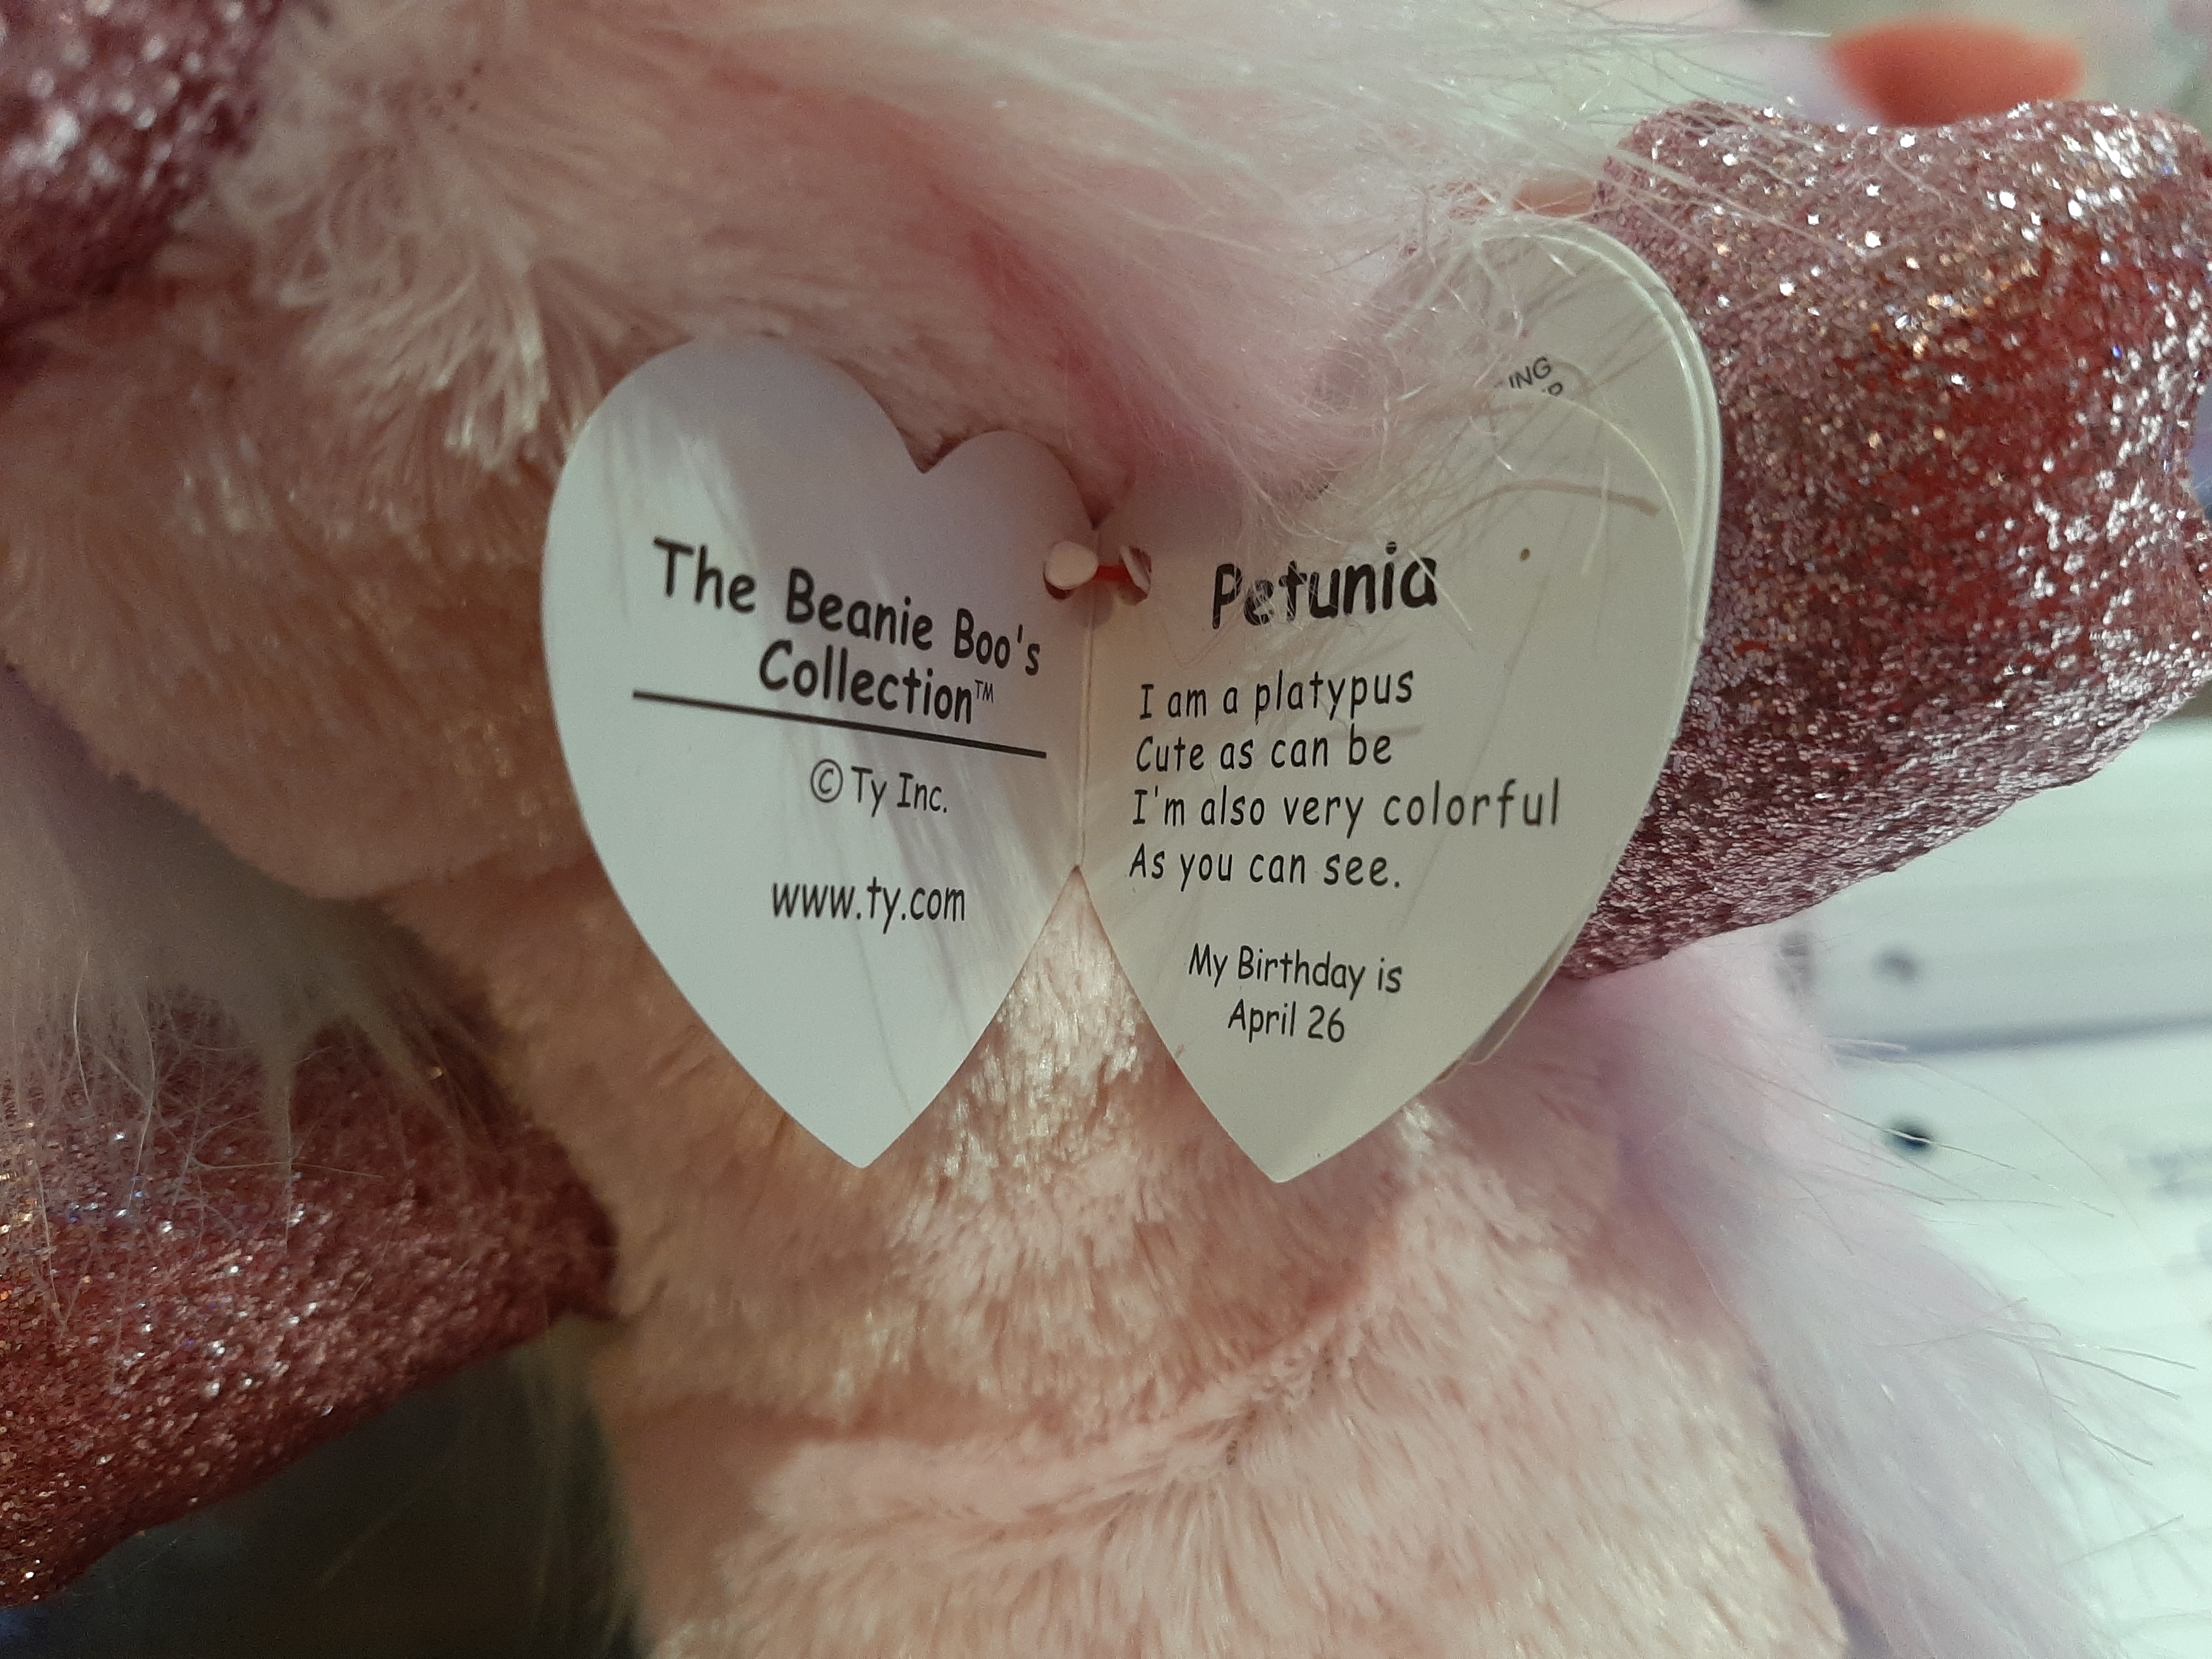 The Beanie Boo's
Collection™
© Ty Inc.
www.ty.com
Petunia
I am a platypus
Cute as can be
I'm also very colorful
As you can see.
My Birthday is
April 26